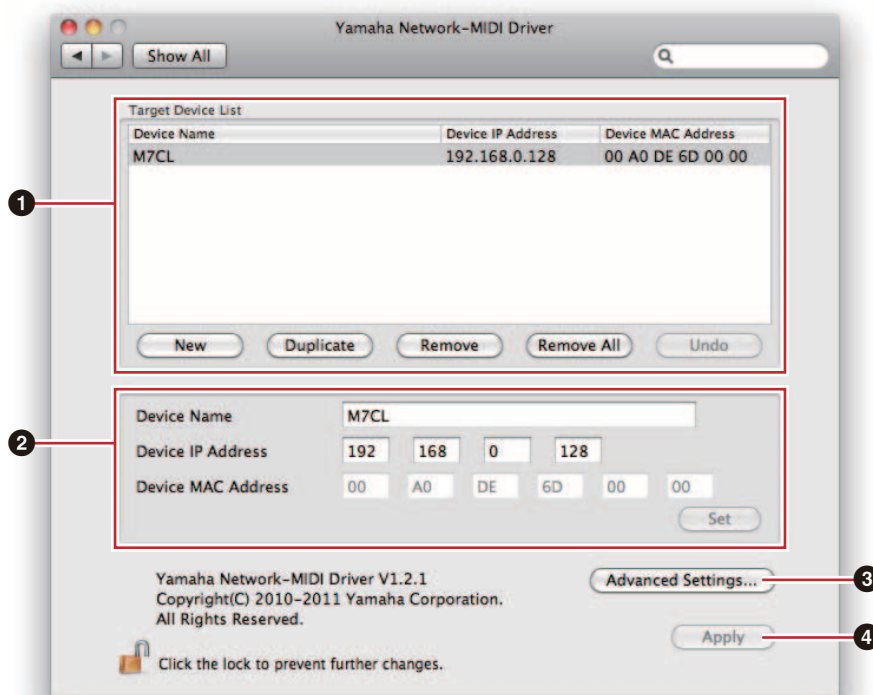 Yamaha Network-MIDI Driver
Show All
Target Device List
Device Name Device IP Address Device MAC Address
M7CL 192.168.0.128 00 A0 DE 6D 00 00
1
New Duplicate Remove Remove All Undo
Device Name M7CL
2
Device IP Address 192 168 0 128
Device MAC Address 00 A0 DE 6D 00 00
Set
Yamaha Network-MIDI Driver V1.2.1
Advanced Settings... 3
Copyright(C) 2010-2011 Yamaha Corporation.
All Rights Reserved.
Apply 4
Click the lock to prevent further changes.